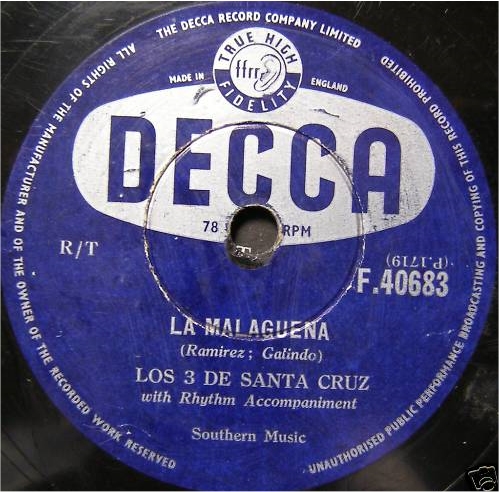 THE DECCA RECORD COMPANY LIMITED
ALL RIGHTS OF THE MANUFACTURER AND OF THE OWNER OF THE RECORDED WORK RESERVED
UNAUTHORISED PUBLIC PERFORMANCE BROADCASTING AND COPYING OF THIS RECORD PROHIBITED
TRUE HIGH
ffrr
FIDELITY
MADE IN ENGLAND
DECCA
78 RPM
T
R/T
(P.1719)
F.40683
LA MALAGUENA
(Ramirez; Galindo)
LOS 3 DE SANTA CRUZ
with Rhythm Accompaniment
Southern Music